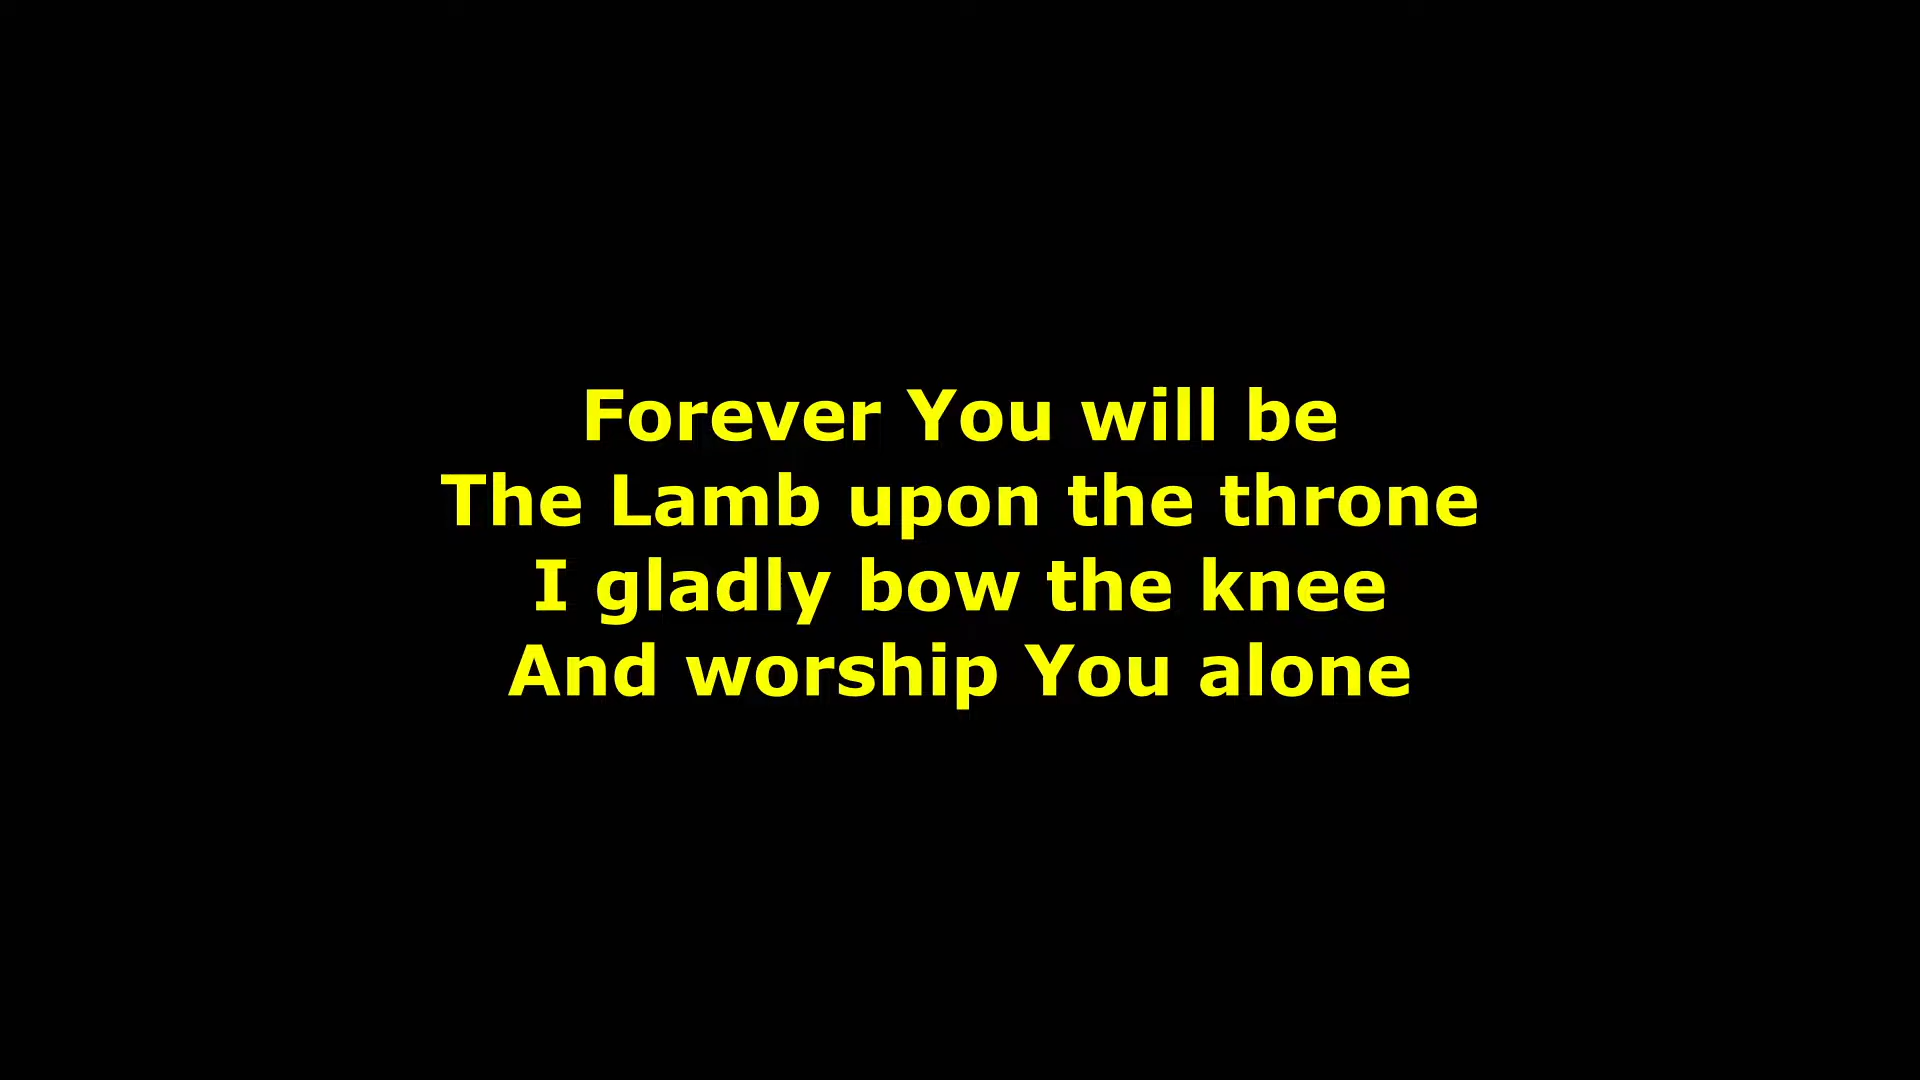 Forever You will be
The Lamb upon the throne
I gladly bow the knee
And worship You alone